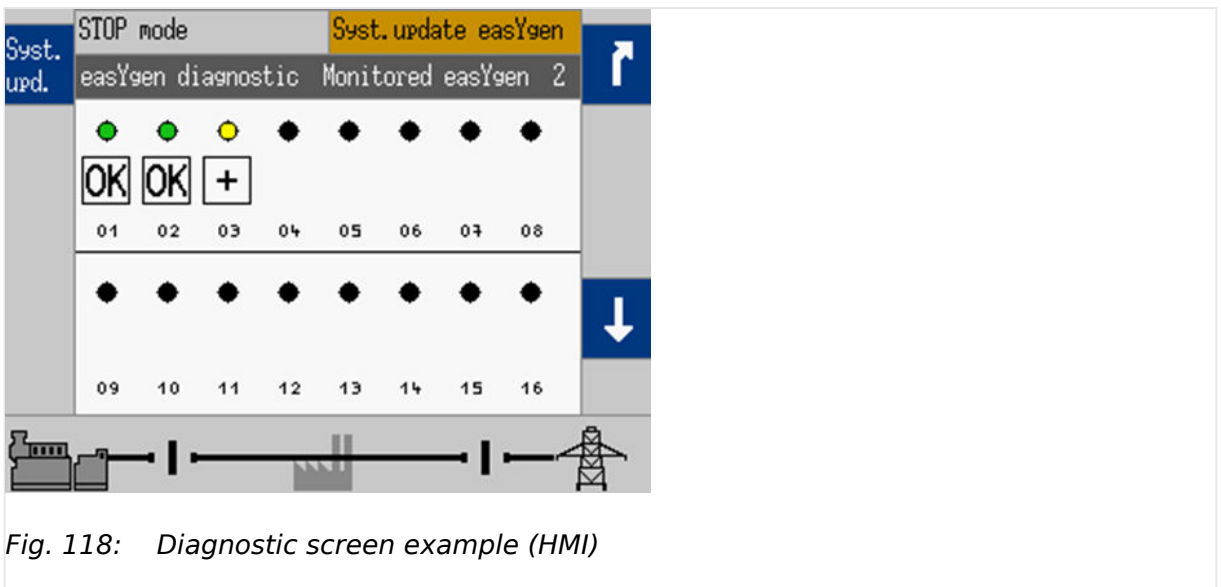 Syst.
upd.
STOP mode
Syst.update easYgen
easYgen diagnostic Monitored easYgen 2
OK OK +
01 02 03 04 05 06 07 08
09 10 11 12 13 14 15 16
Fig. 118: Diagnostic screen example (HMI)